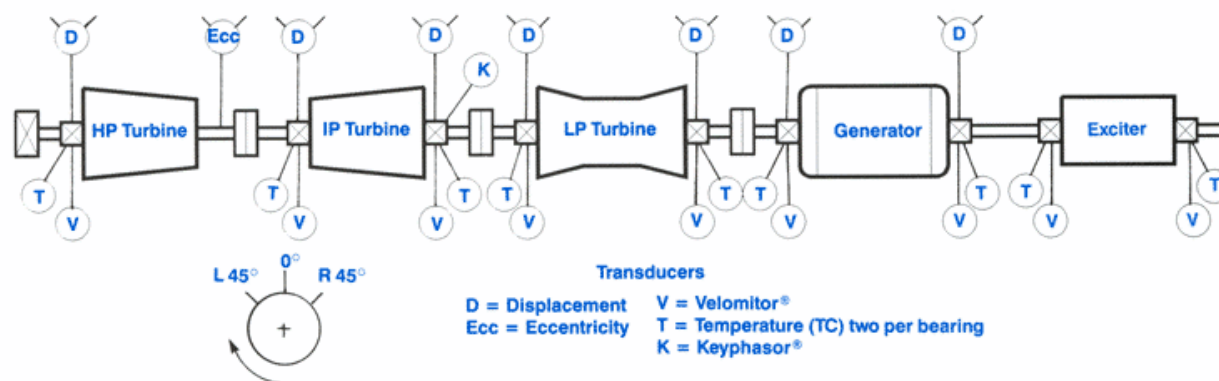 D Ecc D D D D D
K
HP Turbine IP Turbine LP Turbine Generator Exciter
T T T T T T T T T
V V V V V V V V
0°
L 45° R 45°
Transducers
D = Displacement V = Velomitor®
Ecc = Eccentricity T = Temperature (TC) two per bearing
K = Keyphasor®